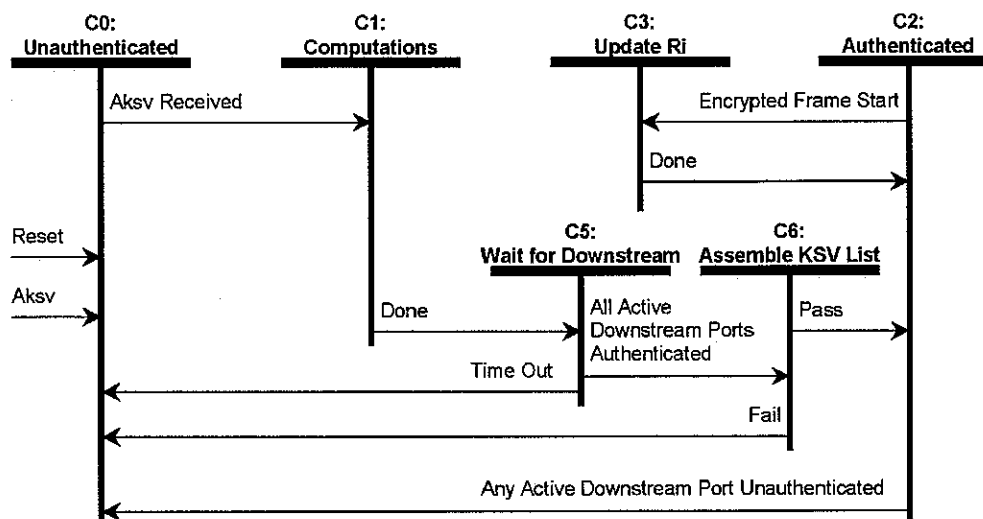 C0:
Unauthenticated
C1:
Computations
C3:
Update Ri
C2:
Authenticated
Aksv Received
Encrypted Frame Start
Done
Reset
C5:
Wait for Downstream
C6:
Assemble KSV List
Aksv
Done
All Active
Downstream Ports
Authenticated
Pass
Time Out
Fail
Any Active Downstream Port Unauthenticated